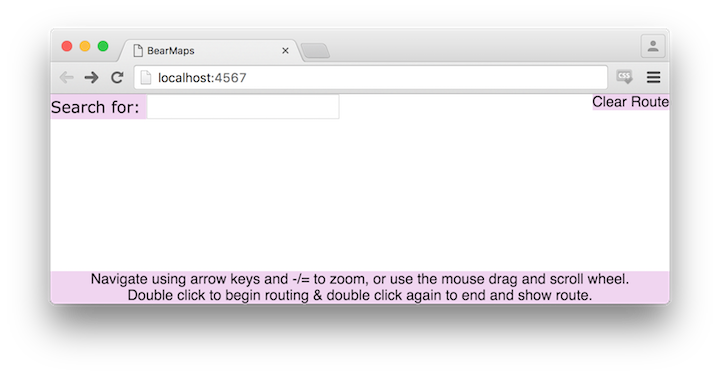 BearMaps
localhost:4567
CSS
Search for:
Clear Route
Navigate using arrow keys and -/= to zoom, or use the mouse drag and scroll wheel.
Double click to begin routing & double click again to end and show route.